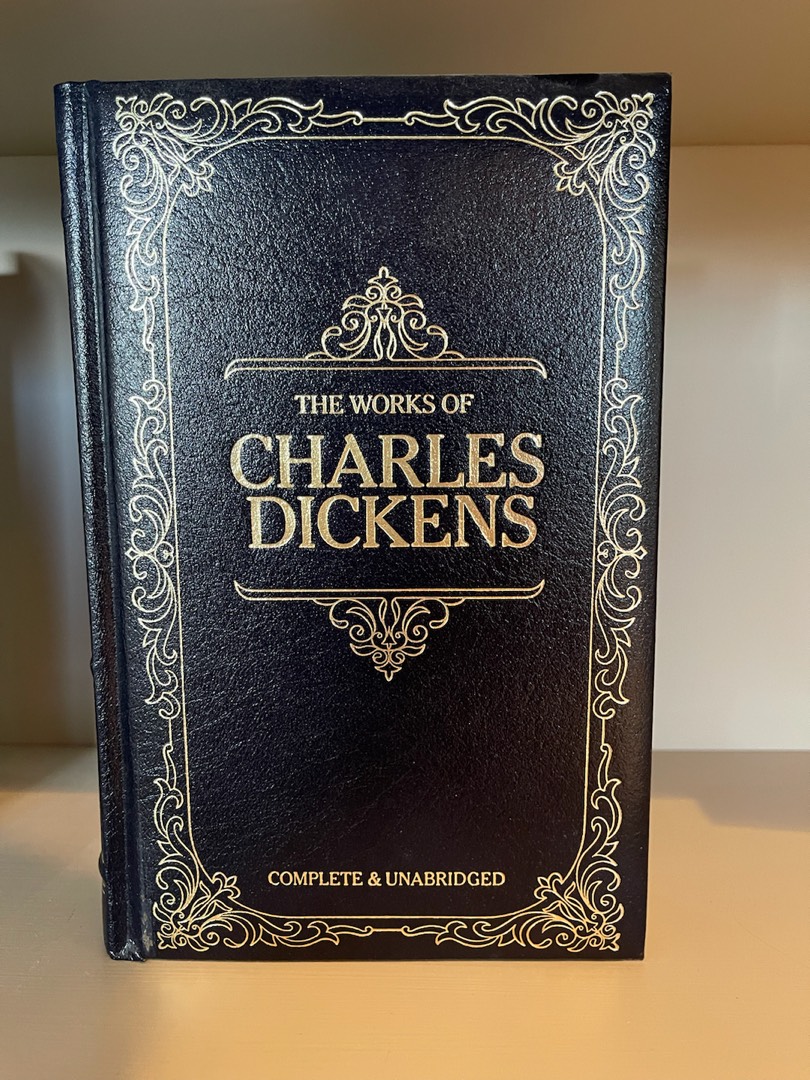 THE WORKS OF
CHARLES
DICKENS
COMPLETE & UNABRIDGED